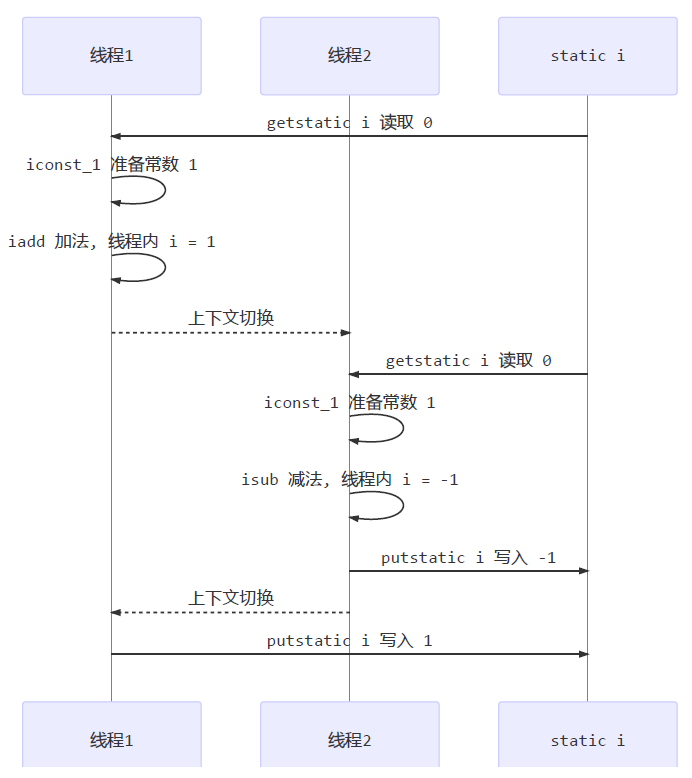 线程1
线程2
static i
getstatic i 读取 0
iconst_1 准备常数 1
iadd 加法, 线程内 i = 1
上下文切换
getstatic i 读取 0
iconst_1 准备常数 1
isub 减法, 线程内 i = -1
putstatic i 写入 -1
上下文切换
putstatic i 写入 1
线程1
线程2
static i